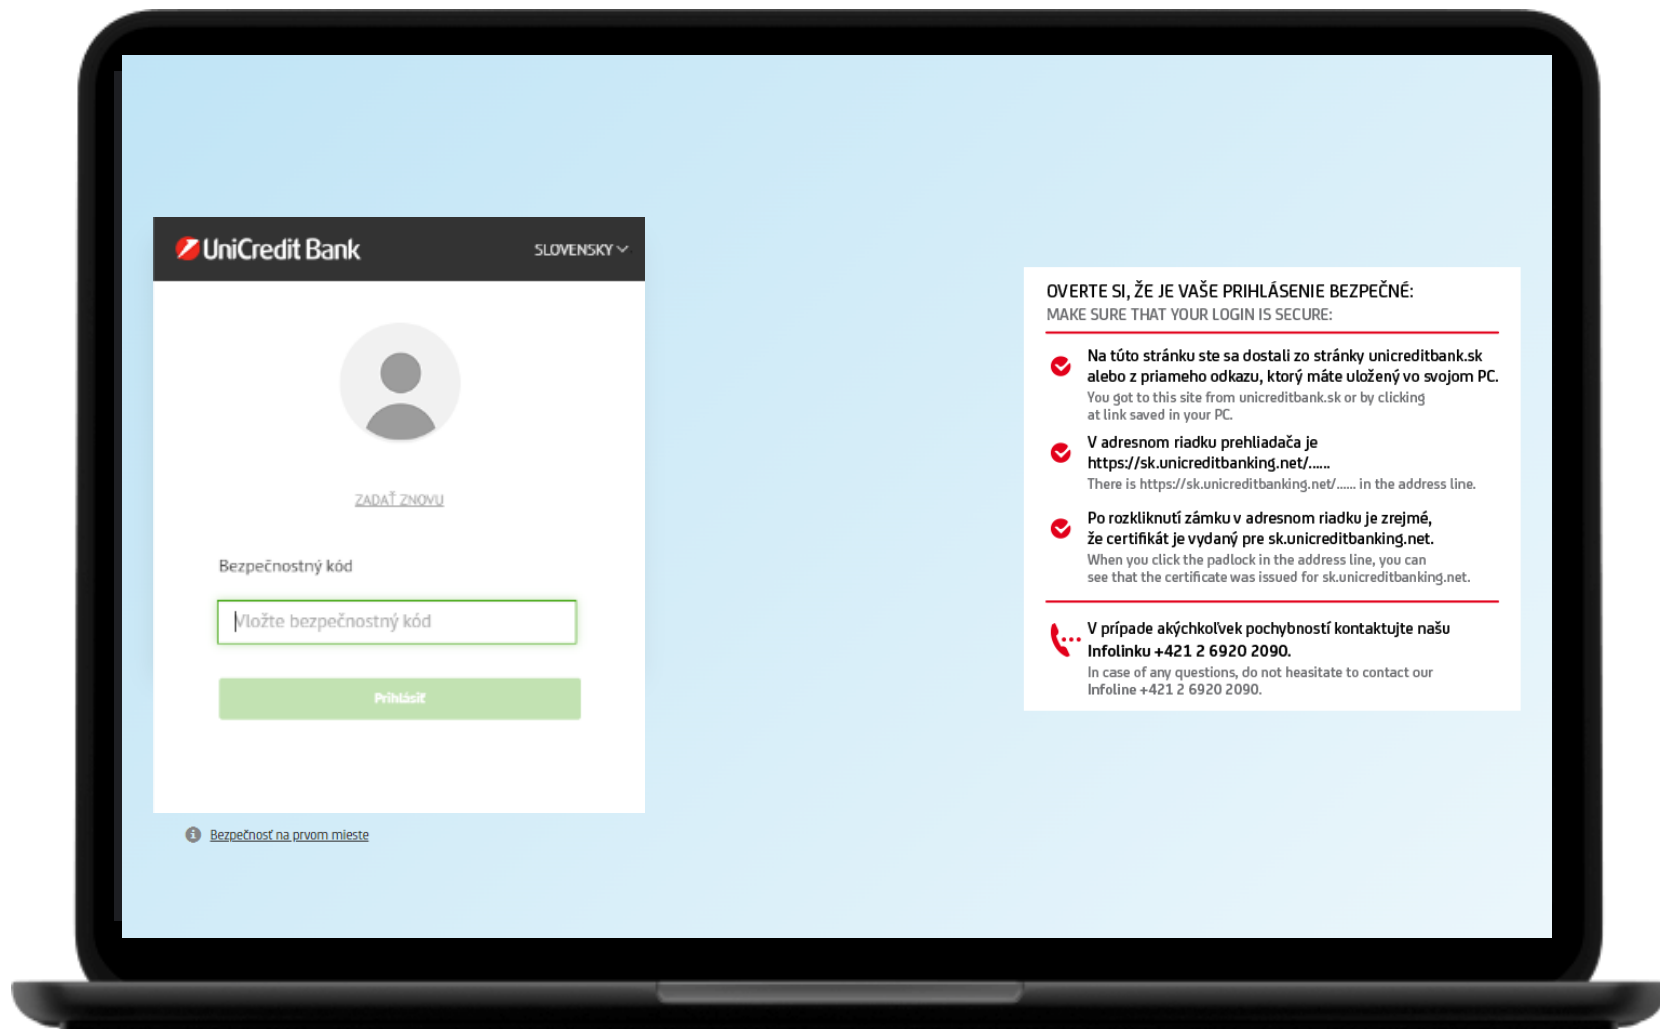 UniCredit Bank
SLOVENSKY
ZADAŤ ZNOVU
Bezpečnostný kód
Vložte bezpečnostný kód
Prihlásiť
Bezpečnosť na prvom mieste
OVERTE SI, ŽE JE VAŠE PRIHLÁSENIE BEZPEČNÉ:
MAKE SURE THAT YOUR LOGIN IS SECURE:
Na túto stránku ste sa dostali zo stránky unicreditbank.sk
alebo z priameho odkazu, ktorý máte uložený vo svojom PC.
You got to this site from unicreditbank.sk or by clicking
at link saved in your PC.
V adresnom riadku prehliadača je
https://sk.unicreditbanking.net/......
There is https://sk.unicreditbanking.net/...... in the address line.
Po rozkliknutí zámku v adresnom riadku je zrejmé,
že certifikát je vydaný pre sk.unicreditbanking.net.
When you click the padlock in the address line, you can
see that the certificate was issued for sk.unicreditbanking.net.
V prípade akýchkoľvek pochybností kontaktujte našu
Infolinku +421 2 6920 2090.
In case of any questions, do not heasitate to contact our
Infoline +421 2 6920 2090.